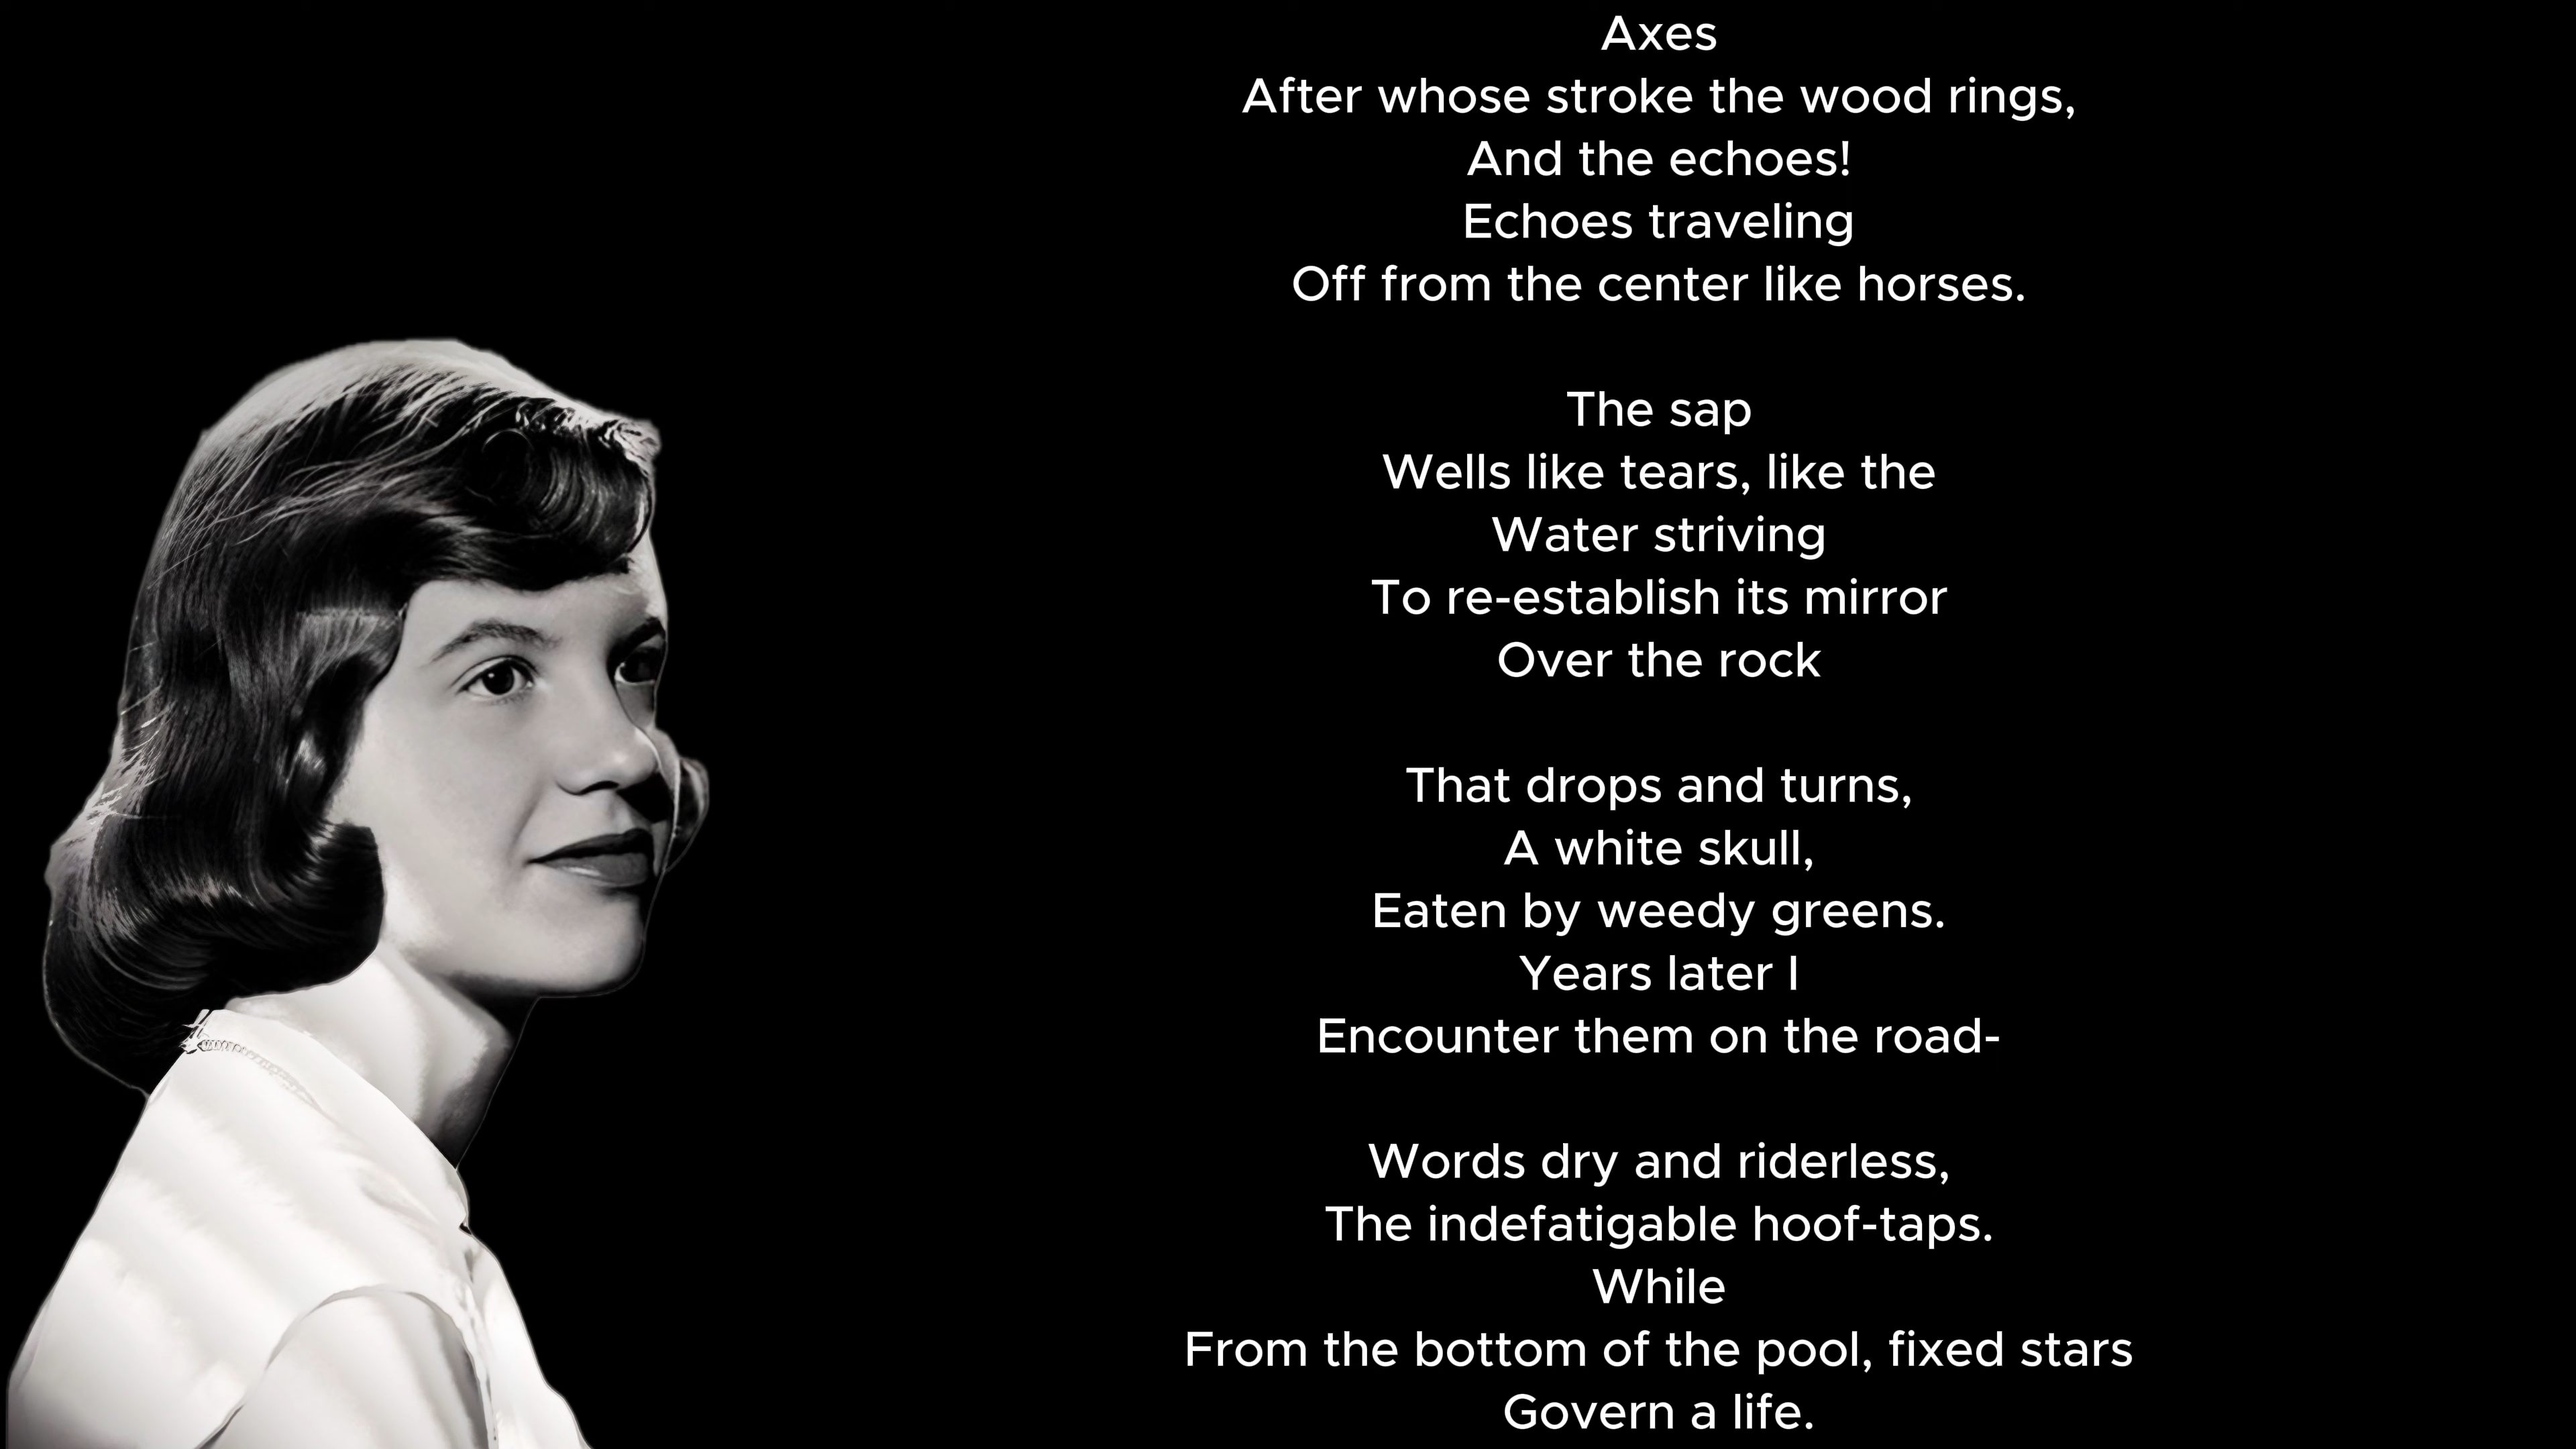 Axes
After whose stroke the wood rings,
And the echoes!
Echoes traveling
Off from the center like horses.
The sap
Wells like tears, like the
Water striving
To re-establish its mirror
Over the rock
That drops and turns,
A white skull,
Eaten by weedy greens.
Years later I
Encounter them on the road-
Words dry and riderless,
The indefatigable hoof-taps.
While
From the bottom of the pool, fixed stars
Govern a life.